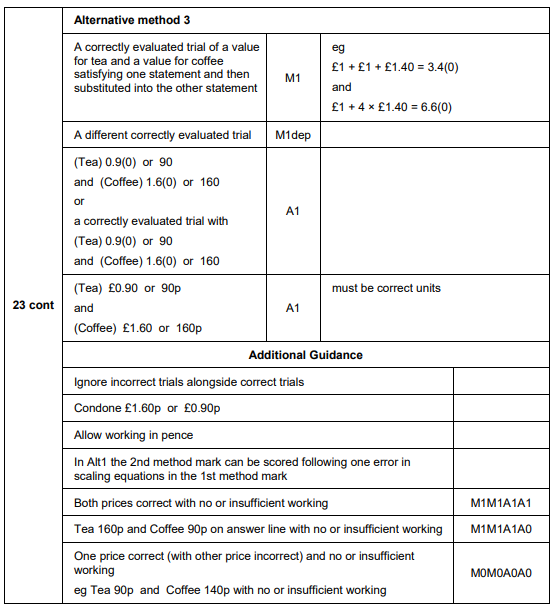 Alternative method 3
A correctly evaluated trial of a value
for tea and a value for coffee
satisfying one statement and then
substituted into the other statement
M1
eg
£1 + £1 + £1.40 = 3.4(0)
and
£1 + 4 × £1.40 = 6.6(0)
A different correctly evaluated trial
M1dep
(Tea) 0.9(0) or 90
and (Coffee) 1.6(0) or 160
or
a correctly evaluated trial with
(Tea) 0.9(0) or 90
and (Coffee) 1.6(0) or 160
A1
23 cont
(Tea) £0.90 or 90p
and
(Coffee) £1.60 or 160p
A1
must be correct units
Additional Guidance
Ignore incorrect trials alongside correct trials
Condone £1.60p or £0.90p
Allow working in pence
In Alt1 the 2nd method mark can be scored following one error in
scaling equations in the 1st method mark
Both prices correct with no or insufficient working
M1M1A1A1
Tea 160p and Coffee 90p on answer line with no or insufficient working
M1M1A1A0
One price correct (with other price incorrect) and no or insufficient
working
eg Tea 90p and Coffee 140p with no or insufficient working
M0M0A0A0